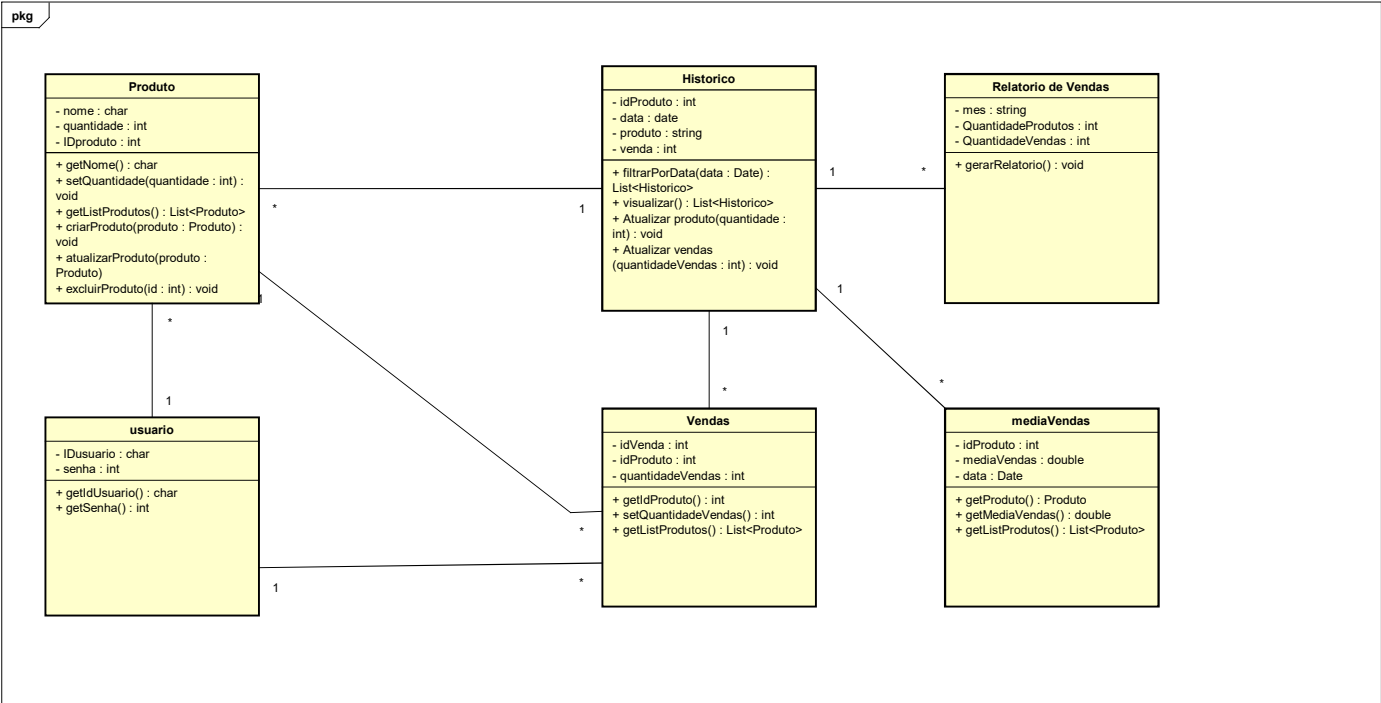 pkg
Produto
- nome : char
- quantidade : int
- IDproduto : int
+ getNome() : char
+ setQuantidade(quantidade : int) :
void
+ getListProdutos() : List<Produto>
+ criarProduto(produto : Produto) :
void
+ atualizarProduto(produto :
Produto)
+ excluirProduto(id : int) : void
Historico
- idProduto : int
- data : date
- produto : string
- venda : int
+ filtrarPorData(data : Date) :
List<Historico>
+ visualizar() : List<Historico>
+ Atualizar produto(quantidade :
int) : void
+ Atualizar vendas
(quantidadeVendas : int) : void
Relatorio de Vendas
- mes : string
- QuantidadeProdutos : int
- QuantidadeVendas : int
+ gerarRelatorio() : void
*
1
1
*
1
*
1
1
*
1
*
*
usuario
- IDusuario : char
- senha : int
+ getIdUsuario() : char
+ getSenha() : int
Vendas
- idVenda : int
- idProduto : int
- quantidadeVendas : int
+ getIdProduto() : int
+ setQuantidadeVendas() : int
+ getListProdutos() : List<Produto>
mediaVendas
- idProduto : int
- mediaVendas : double
- data : Date
+ getProduto() : Produto
+ getMediaVendas() : double
+ getListProdutos() : List<Produto>
*
1
*